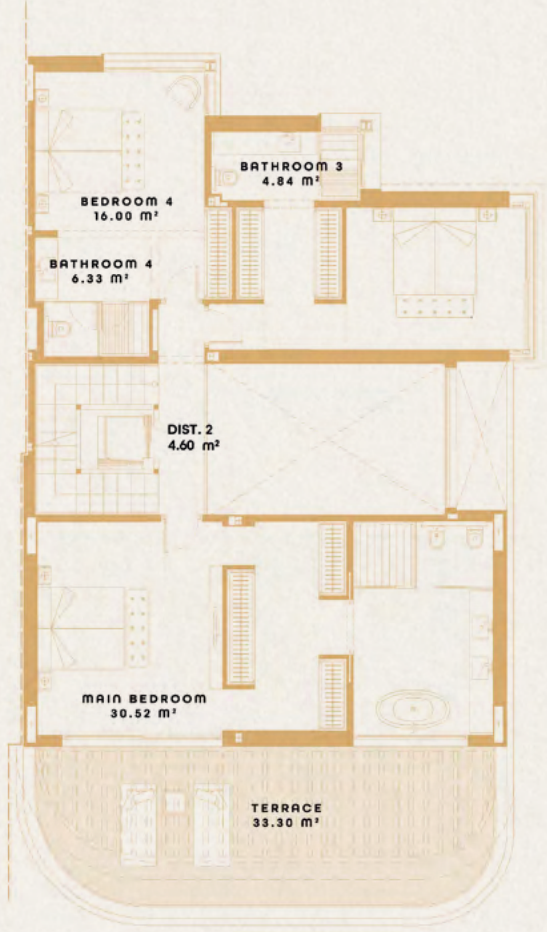 BATHROOM 3
4.84 m²
BEDROOM 4
16.00 m²
BATHROOM 4
6.33 m²
DIST. 2
4.60 m²
MAIN BEDROOM
30.52 m²
TERRACE
33.30 m²